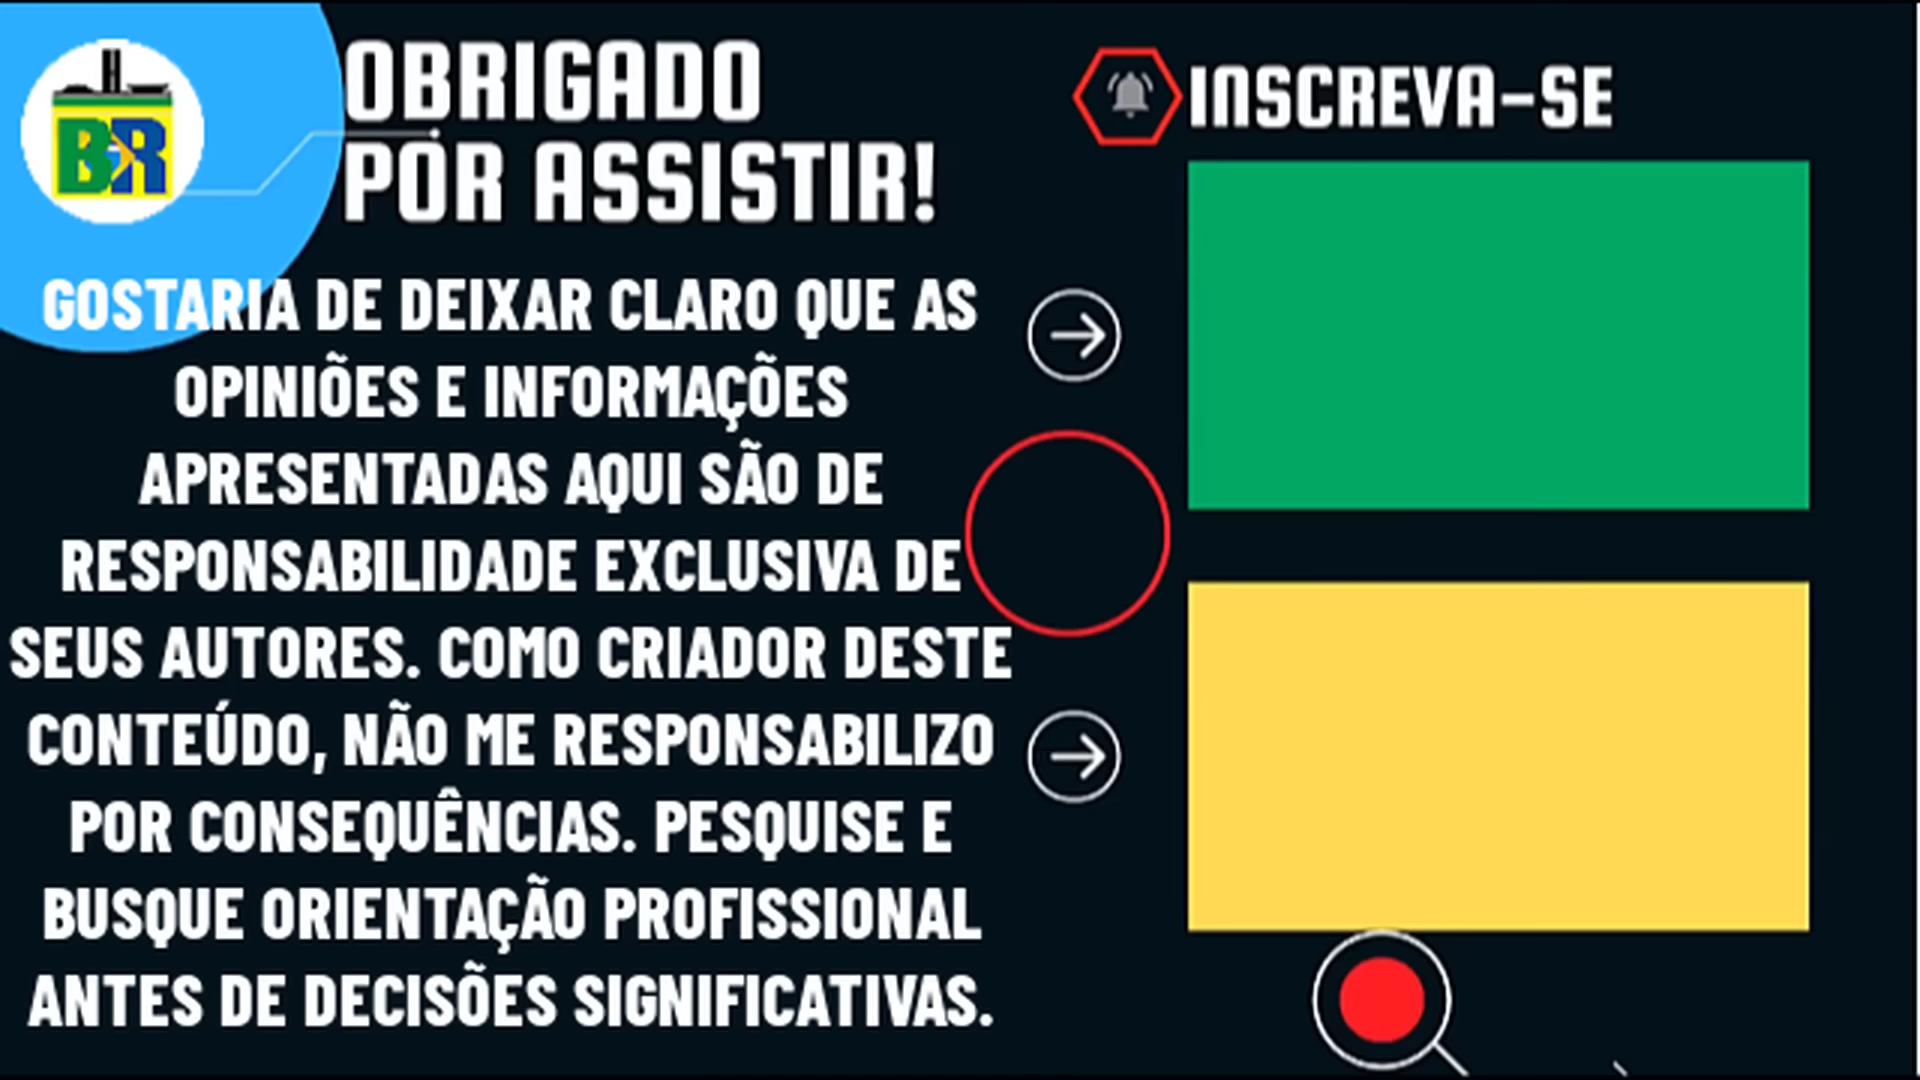 BR
OBRIGADO
POR ASSISTIR!
INSCREVA-SE
GOSTARIA DE DEIXAR CLARO QUE AS
OPINIÕES E INFORMAÇÕES
APRESENTADAS AQUI SÃO DE
RESPONSABILIDADE EXCLUSIVA DE
SEUS AUTORES. COMO CRIADOR DESTE
CONTEÚDO, NÃO ME RESPONSABILIZO
POR CONSEQUÊNCIAS. PESQUISE E
BUSQUE ORIENTAÇÃO PROFISSIONAL
ANTES DE DECISÕES SIGNIFICATIVAS.